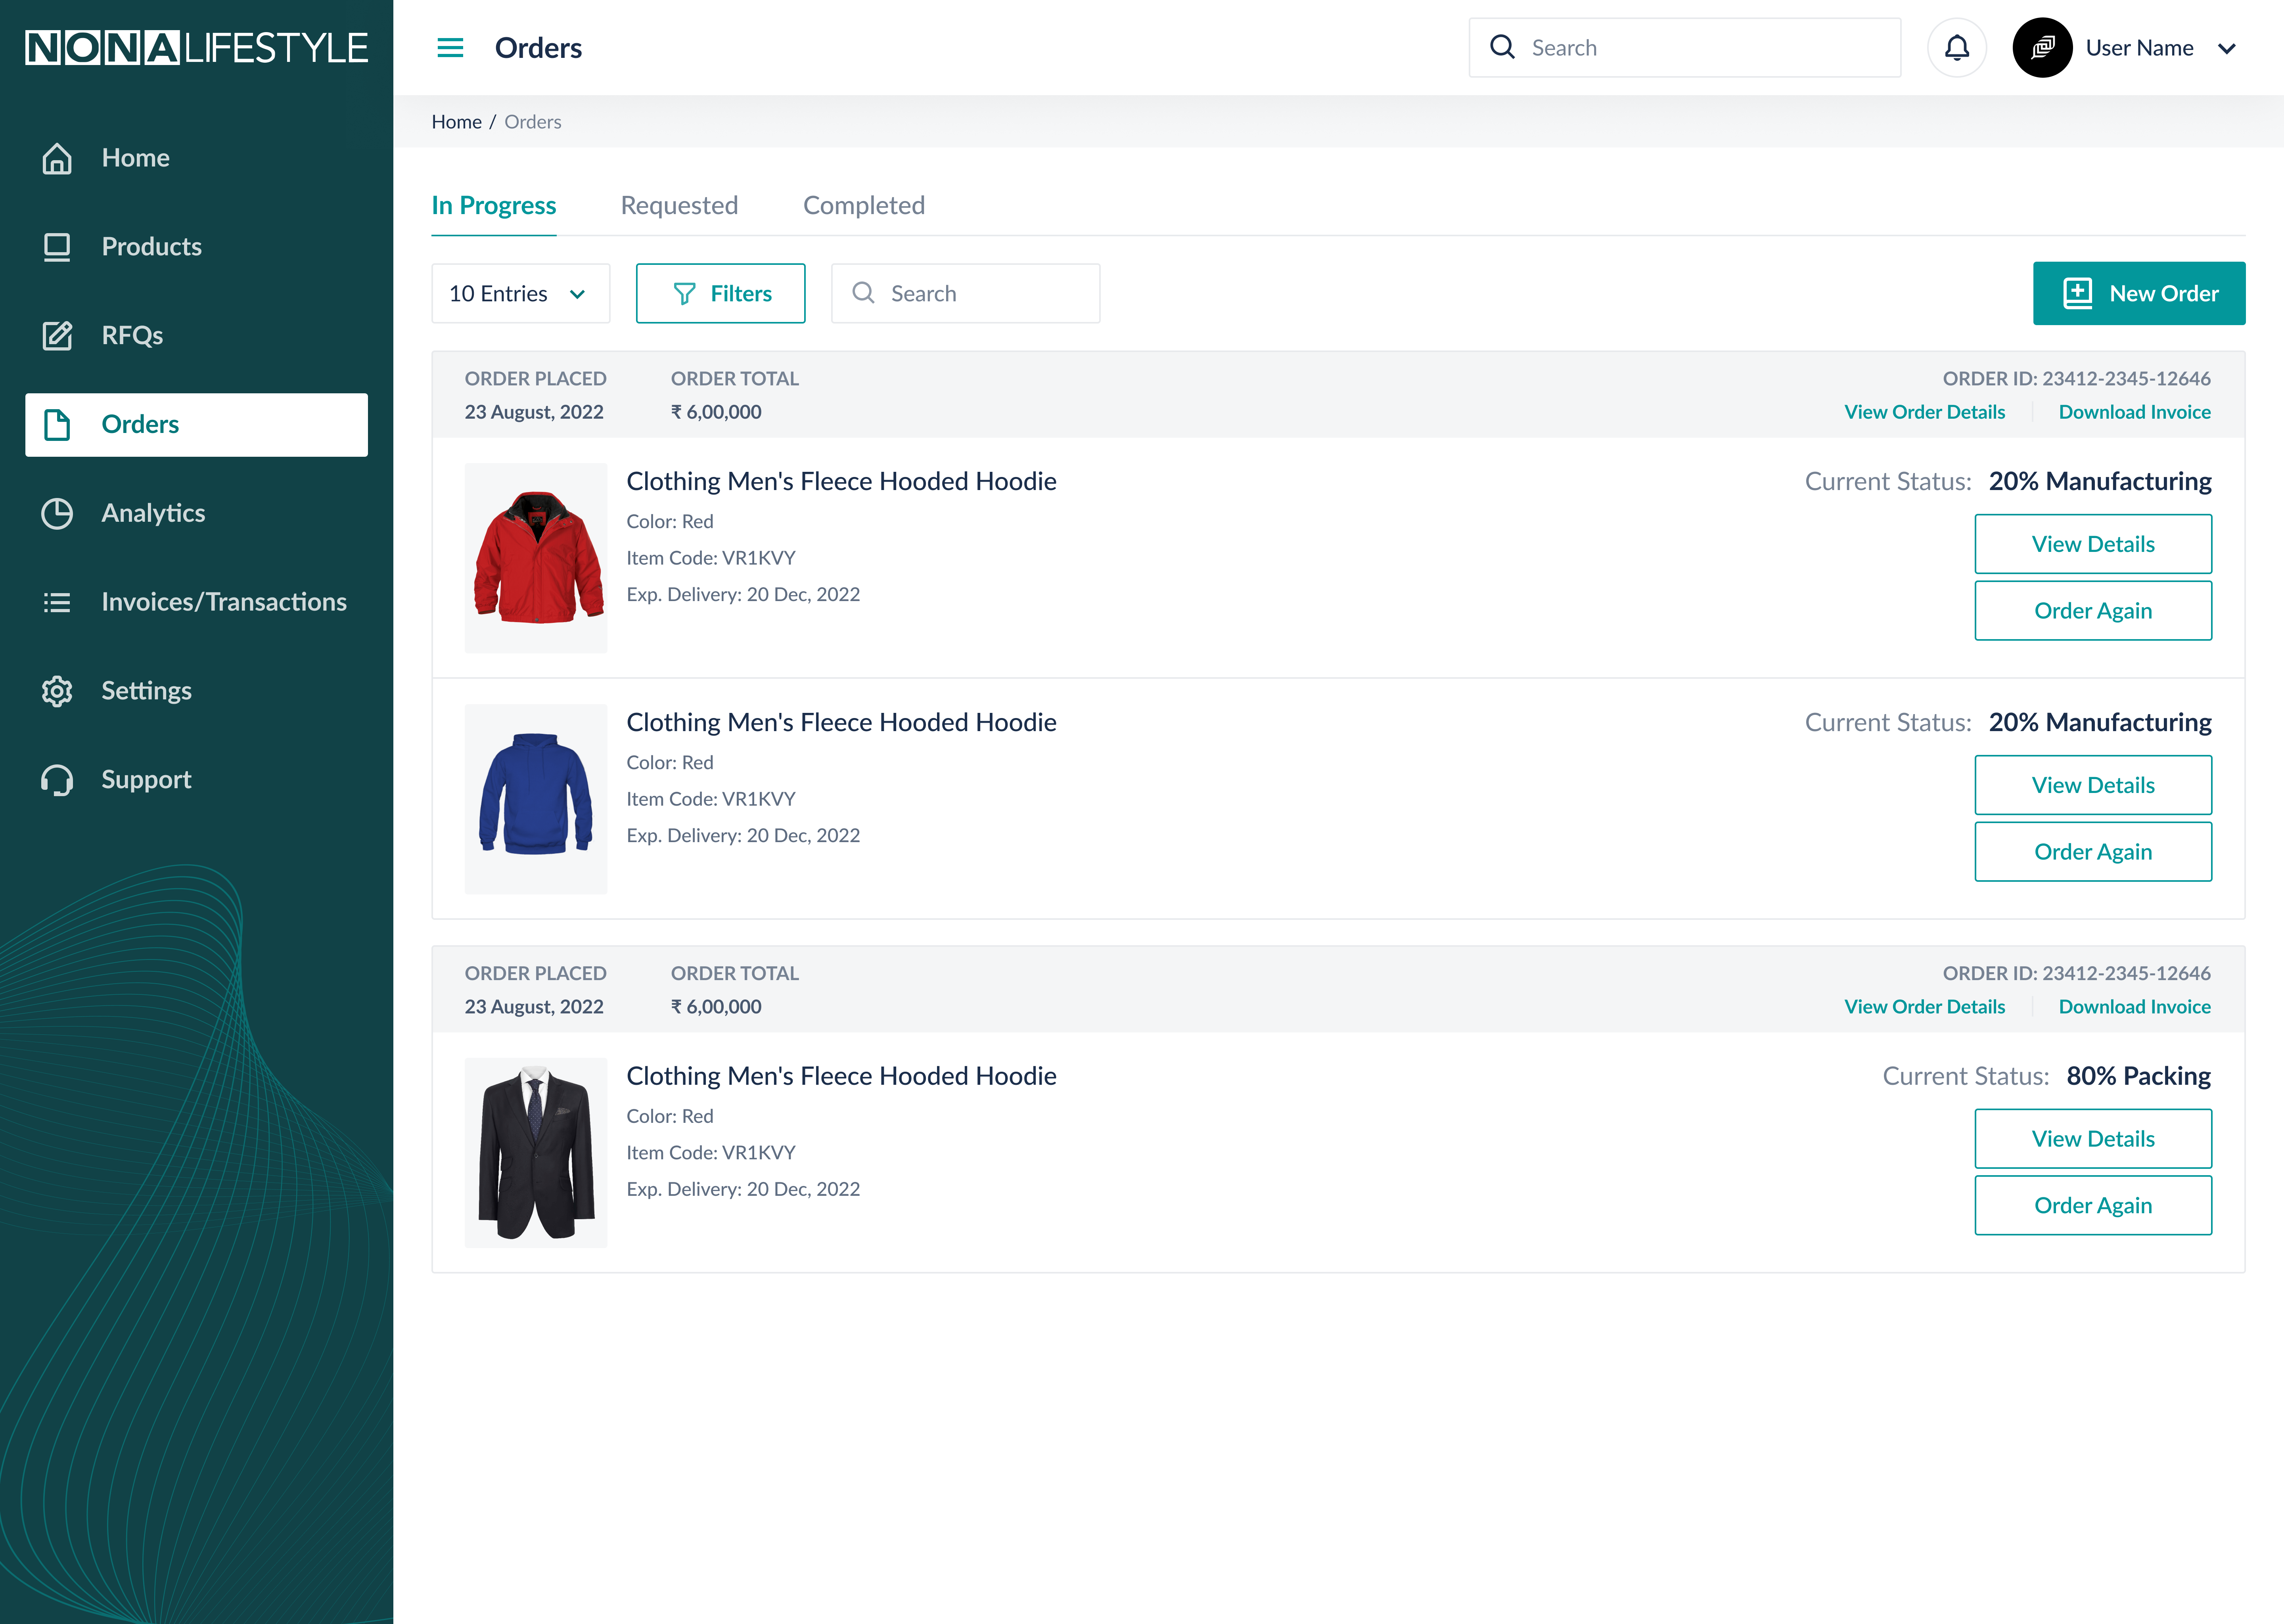 NONALIFESTYLE
Home
Products
RFQs
Orders
Analytics
Invoices/Transactions
Settings
Support
Orders
Search
User Name
Home / Orders
In Progress
Requested
Completed
10 Entries
Filters
Search
New Order
ORDER PLACED
23 August, 2022
ORDER TOTAL
₹ 6,00,000
ORDER ID: 23412-2345-12646
View Order Details
Download Invoice
Clothing Men's Fleece Hooded Hoodie
Color: Red
Item Code: VR1KVY
Exp. Delivery: 20 Dec, 2022
Current Status: 20% Manufacturing
View Details
Order Again
Clothing Men's Fleece Hooded Hoodie
Color: Red
Item Code: VR1KVY
Exp. Delivery: 20 Dec, 2022
Current Status: 20% Manufacturing
View Details
Order Again
ORDER PLACED
23 August, 2022
ORDER TOTAL
₹ 6,00,000
ORDER ID: 23412-2345-12646
View Order Details
Download Invoice
Clothing Men's Fleece Hooded Hoodie
Color: Red
Item Code: VR1KVY
Exp. Delivery: 20 Dec, 2022
Current Status: 80% Packing
View Details
Order Again